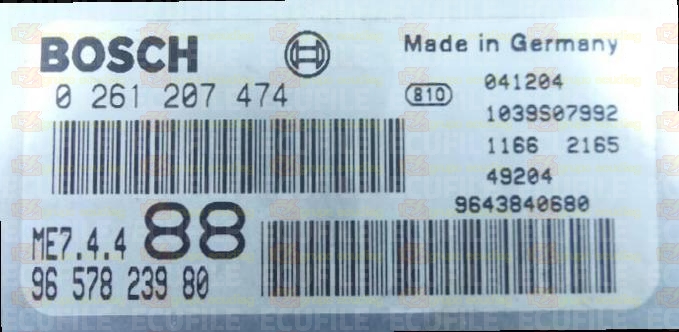 BOSCH
Made in Germany
0 261 207 474
810
041204
1039S07992
1166 2165
49204
9643840680
ME7.4.4 88
96 578 239 80
ECUFILE